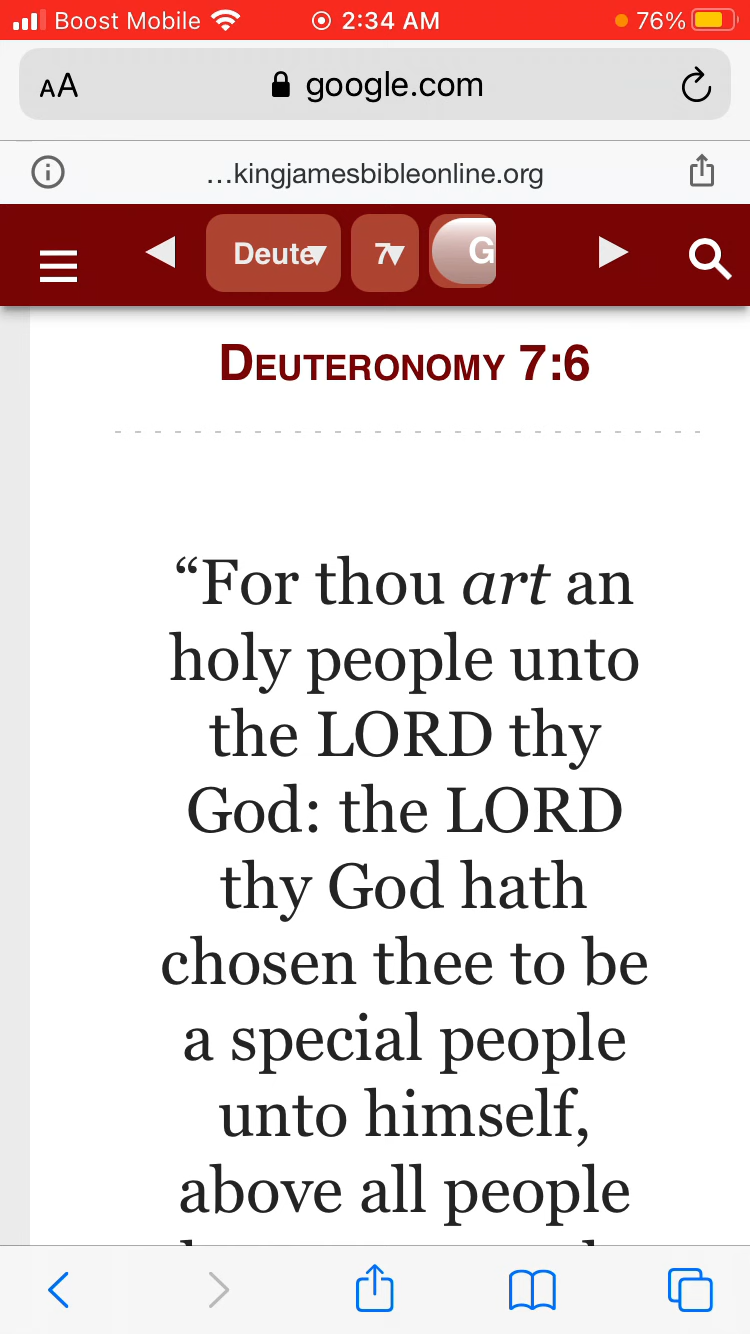 Boost Mobile 2:34 AM 76%
AA google.com
...kingjamesbibleonline.org
Deute 7 G
DEUTERONOMY 7:6
“For thou art an
holy people unto
the LORD thy
God: the LORD
thy God hath
chosen thee to be
a special people
unto himself,
above all people